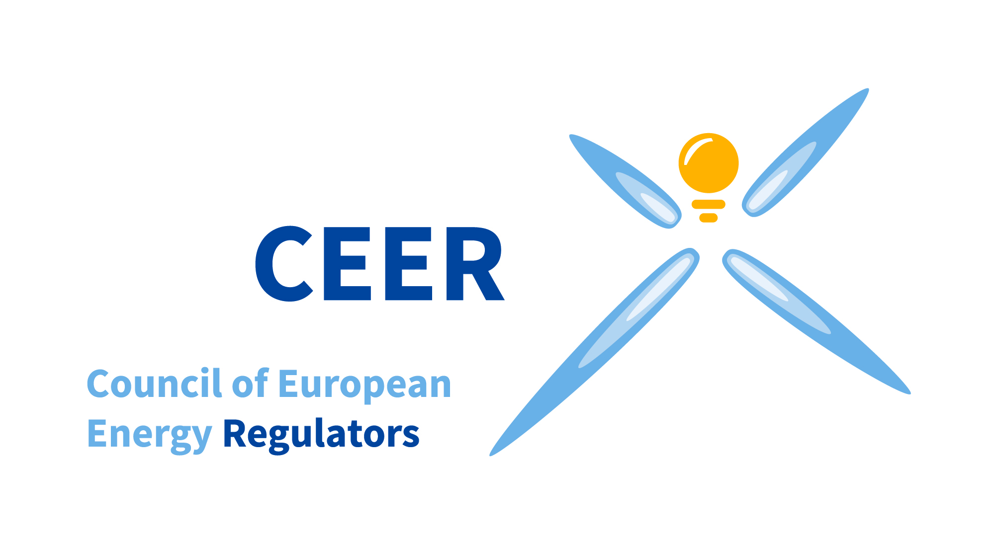 CEER
Council of European
Energy Regulators